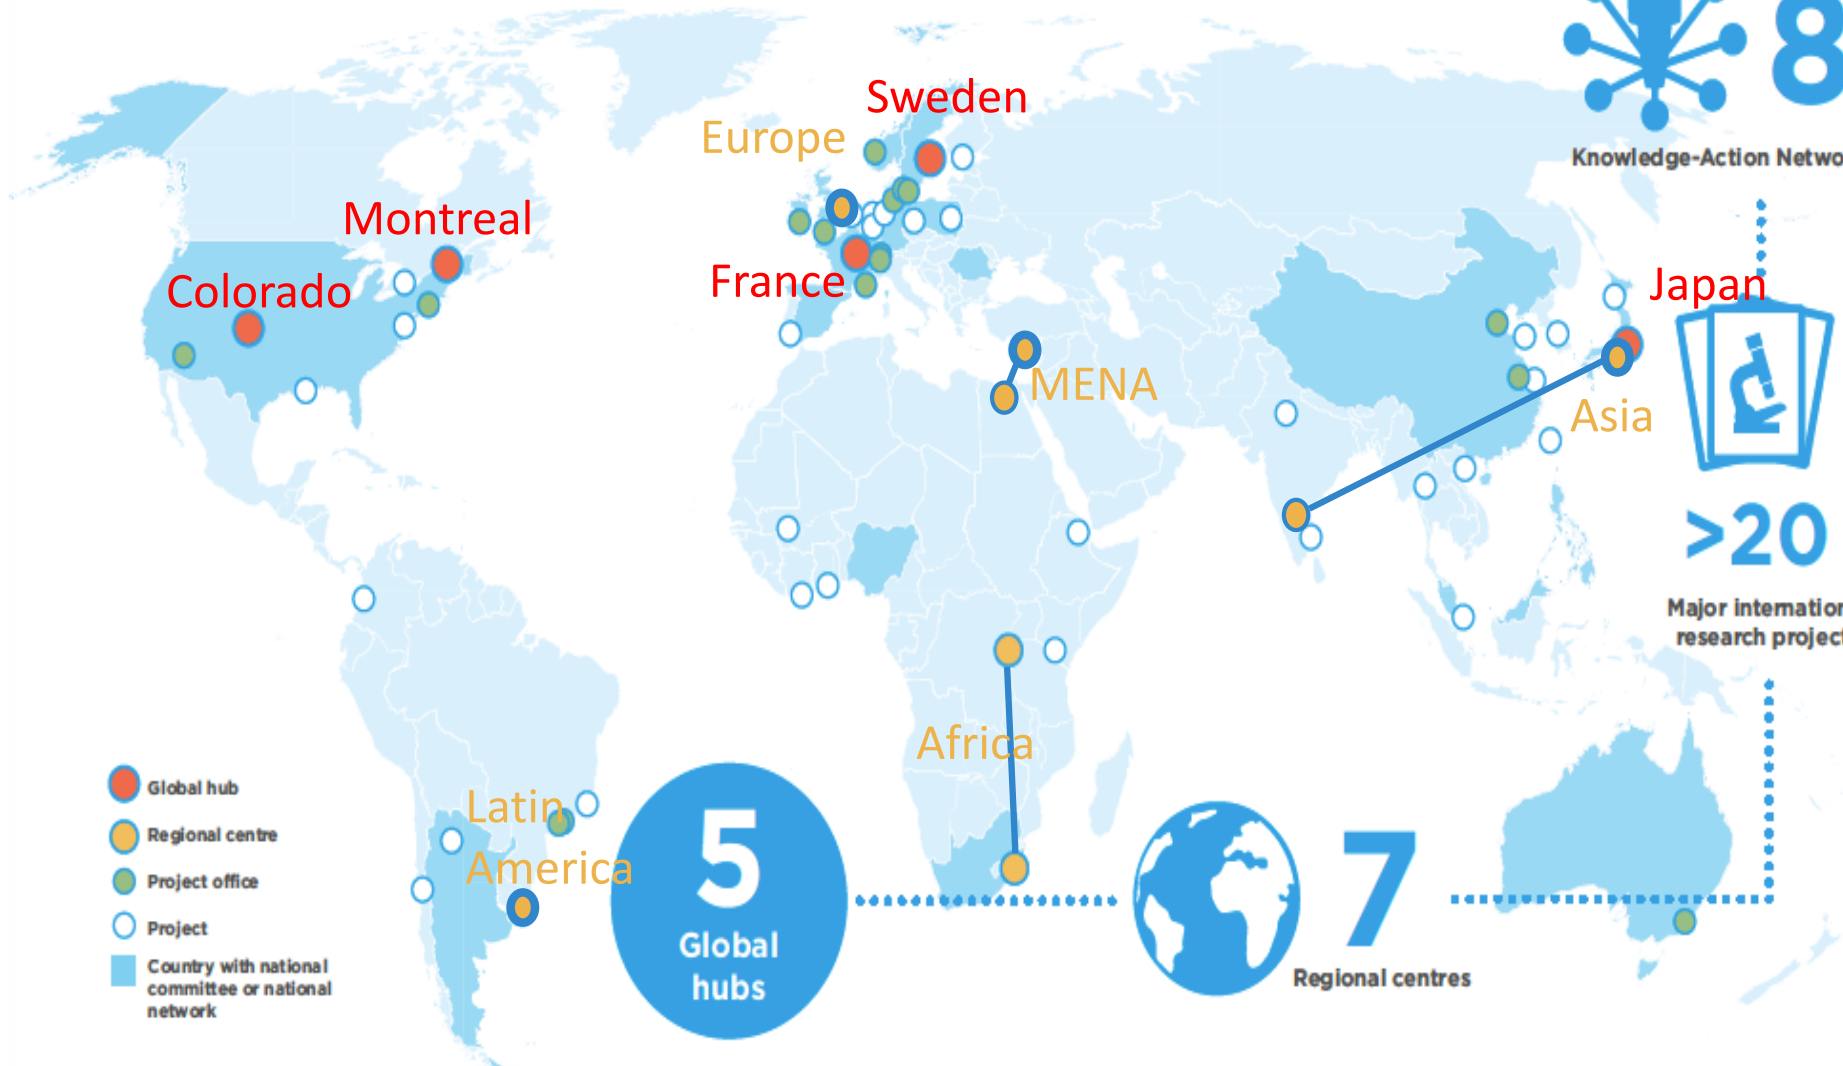 8
Knowledge-Action Netwo
Sweden
Europe
Montreal
Colorado
France
Japan
MENA
Asia
>20
Major internation
research project
Africa
Latin
America
Global hub
Regional centre
Project office
Project
Country with national
committee or national
network
5
Global
hubs
7
Regional centres